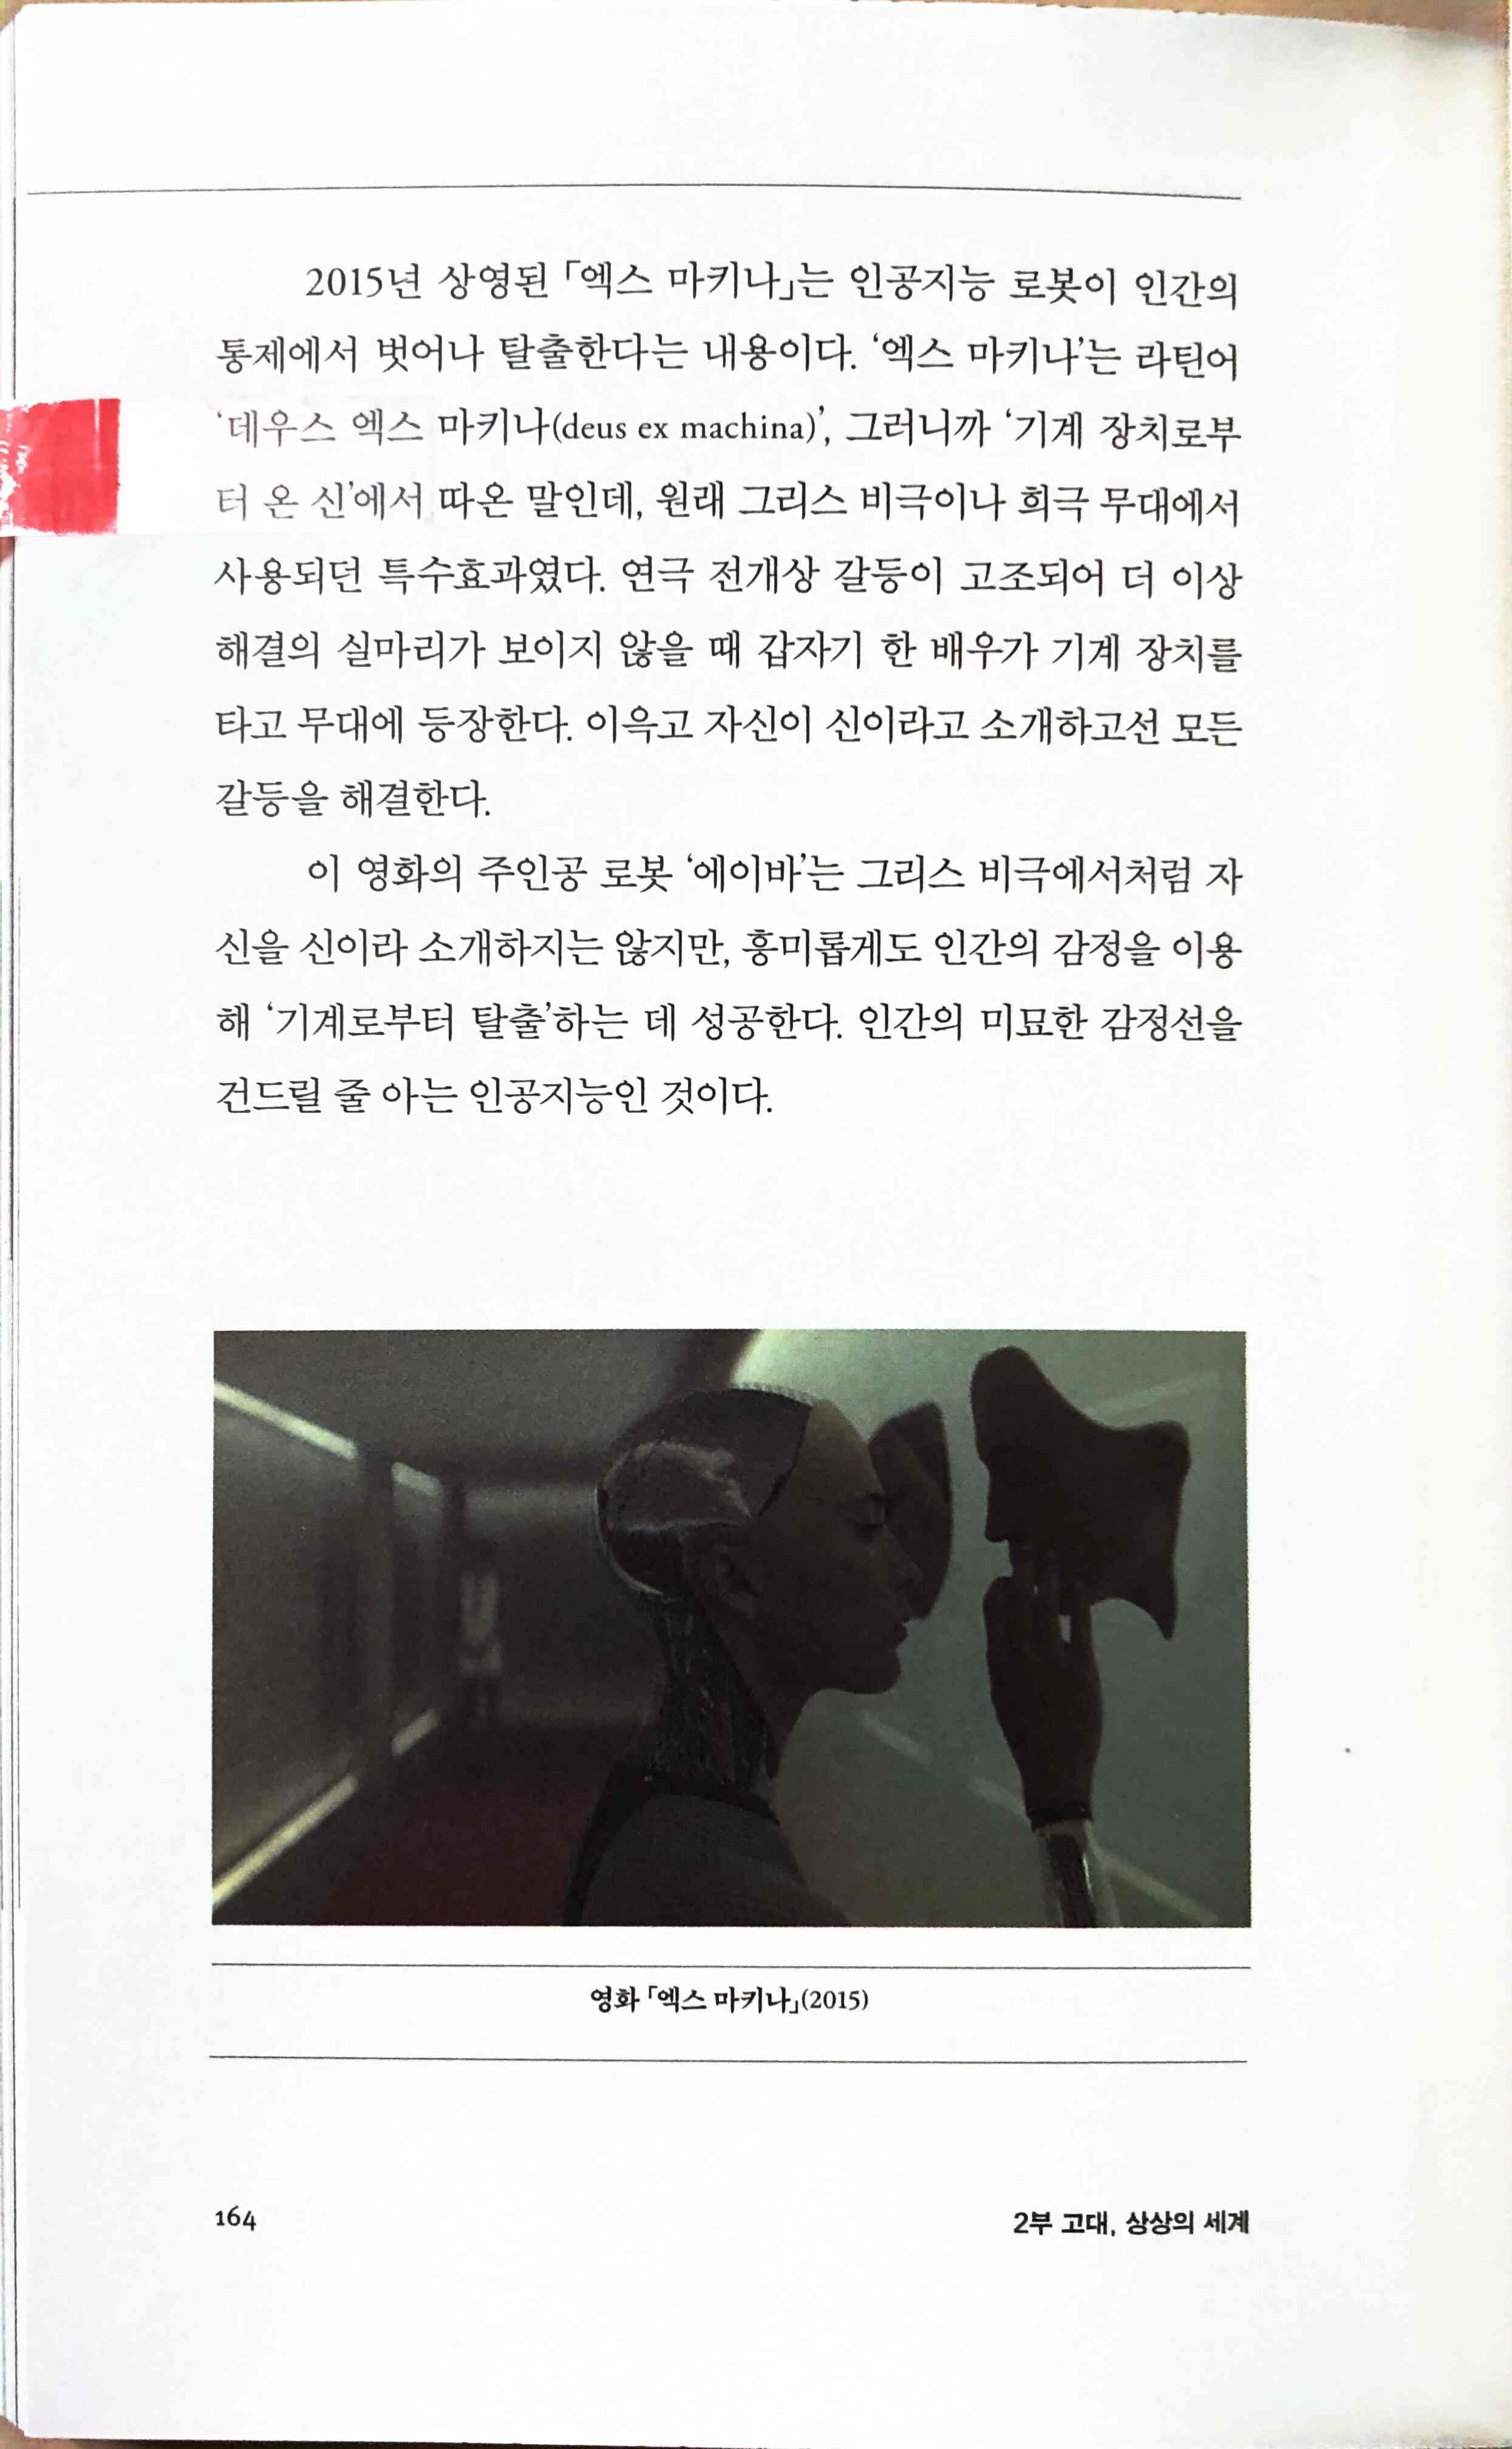 2015년 상영된 「엑스 마키나」는 인공지능 로봇이 인간의
통제에서 벗어나 탈출한다는 내용이다. ‘엑스 마키나’는 라틴어
‘데우스 엑스 마키나(deus ex machina)’, 그러니까 ‘기계 장치로부
터 온 신’에서 따온 말인데, 원래 그리스 비극이나 희극 무대에서
사용되던 특수효과였다. 연극 전개상 갈등이 고조되어 더 이상
해결의 실마리가 보이지 않을 때 갑자기 한 배우가 기계 장치를
타고 무대에 등장한다. 이윽고 자신이 신이라고 소개하고선 모든
갈등을 해결한다.
이 영화의 주인공 로봇 ‘에이바’는 그리스 비극에서처럼 자
신을 신이라 소개하지는 않지만, 흥미롭게도 인간의 감정을 이용
해 ‘기계로부터 탈출’하는 데 성공한다. 인간의 미묘한 감정선을
건드릴 줄 아는 인공지능인 것이다.
영화 「엑스 마키나」(2015)
164
2부 고대, 상상의 세계